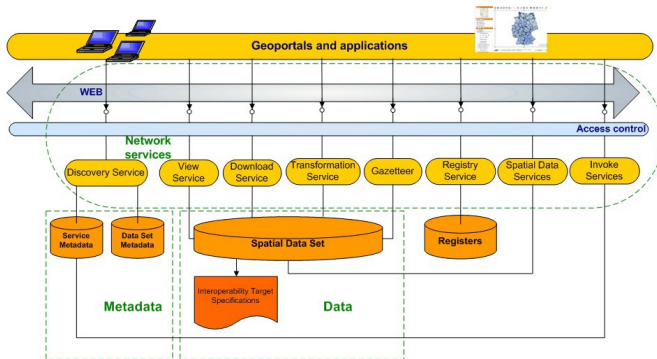 Geoportals and applications
WEB
Access control
Network
services
Discovery Service
View
Service
Download
Service
Transformation
Service
Gazetteer
Registry
Service
Spatial Data
Services
Invoke
Services
Service
Metadata
Data Set
Metadata
Spatial Data Set
Registers
Interoperability Target
Specifications
Metadata
Data